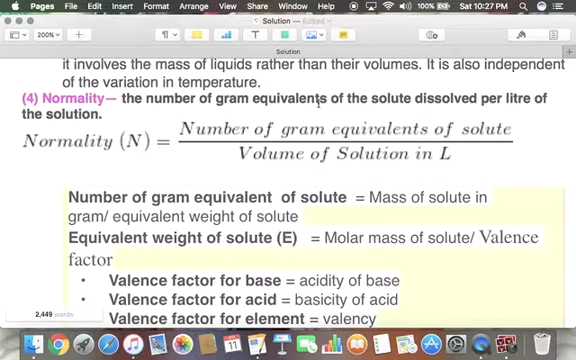 Pages File Edit Insert Format Arrange View Share Window Help 100% Sat 10:27 PM
Solution — Edited
200%
Solution
it involves the mass of liquids rather than their volumes. It is also independent
of the variation in temperature.
(4) Normality— the number of gram equivalents of the solute dissolved per litre of
the solution.
Normality (N) = Number of gram equivalents of solute
Volume of Solution in L
Number of gram equivalent of solute = Mass of solute in
gram/ equivalent weight of solute
Equivalent weight of solute (E) = Molar mass of solute/ Valence
factor
• Valence factor for base = acidity of base
• Valence factor for acid = basicity of acid
Valence factor for element = valency
2,449 words
11